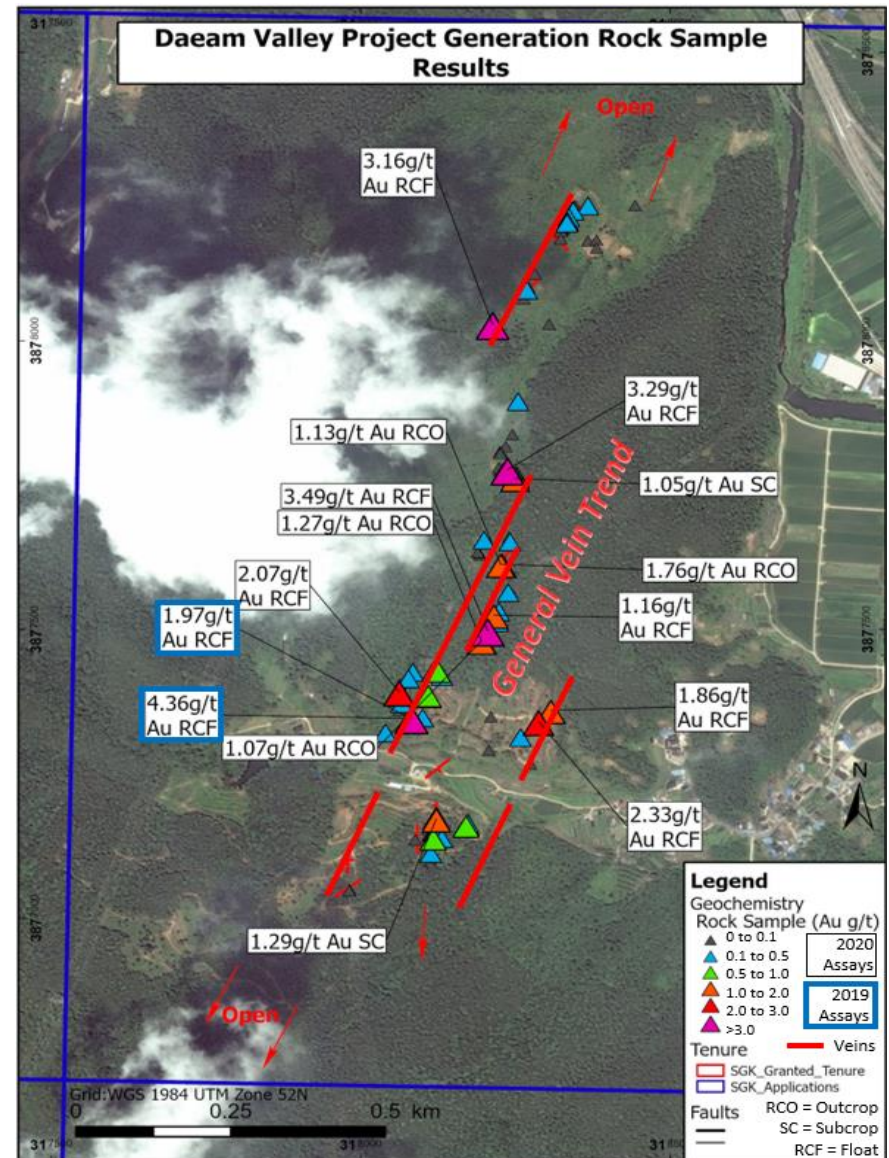 Daeam Valley Project Generation Rock Sample
Results
Open
3.16g/t
Au RCF
3878000
3.29g/t
Au RCF
1.13g/t Au RCO
3.49g/t Au RCF
1.05g/t Au SC
1.27g/t Au RCO
General Vein Trend
2.07g/t
Au RCF
1.76g/t Au RCO
1.97g/t
Au RCF
1.16g/t
Au RCF
3877500
4.36g/t
Au RCF
1.86g/t
Au RCF
1.07g/t Au RCO
N
2.33g/t
Au RCF
1.29g/t Au SC
Open
Legend
Geochemistry
Rock Sample (Au g/t)
0 to 0.1
0.1 to 0.5
0.5 to 1.0
1.0 to 2.0
2.0 to 3.0
>3.0
2020
Assays
2019
Assays
Tenure
Veins
SGK_Granted_Tenure
SGK_Applications
Faults
RCO = Outcrop
SC = Subcrop
RCF = Float
Grid:WGS 1984 UTM Zone 52N
0 0.25 0.5 km